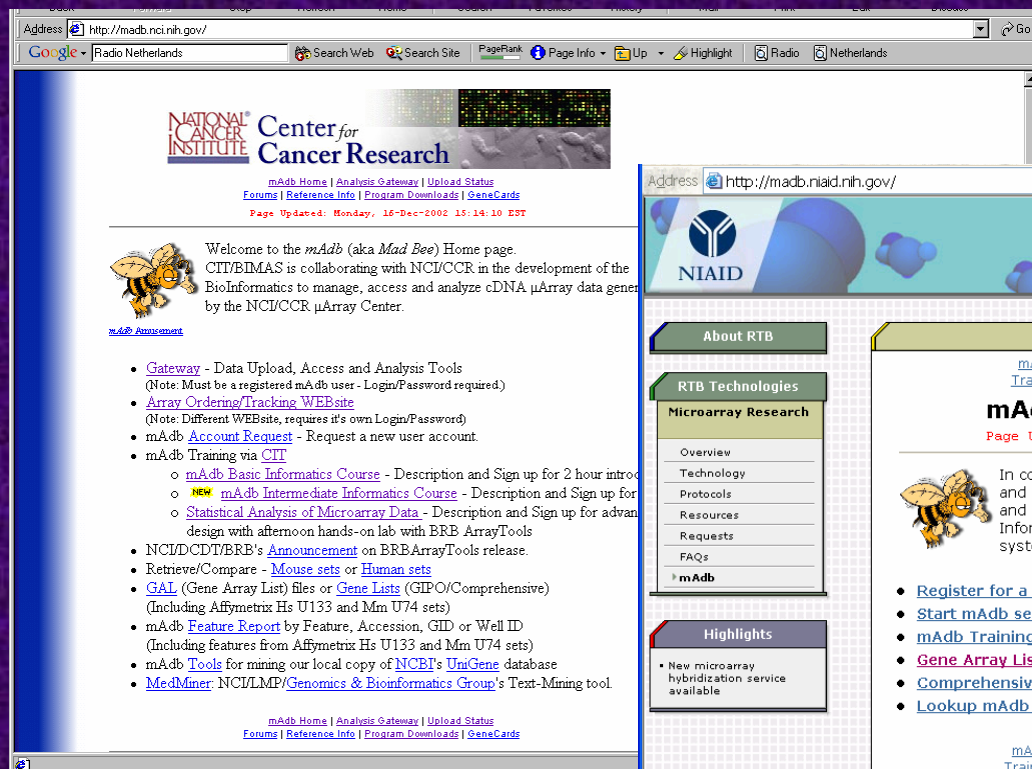 Address http://madb.nci.nih.gov/ Go
Google Radio Netherlands Search Web Search Site PageRank Page Info Up Highlight Radio Netherlands
NATIONAL CANCER INSTITUTE
Center for
Cancer Research
mAdb Home | Analysis Gateway | Upload Status
Forums | Reference Info | Program Downloads | GeneCards
Page Updated: Monday, 16-Dec-2002 15:14:10 EST
Welcome to the mAdb (aka Mad Bee) Home page.
CIT/BIMAS is collaborating with NCI/CCR in the development of the
BioInformatics to manage, access and analyze cDNA µArray data gener
by the NCI/CCR µArray Center.
mAdb Amusement
• Gateway - Data Upload, Access and Analysis Tools
(Note: Must be a registered mAdb user - Login/Password required.)
• Array Ordering/Tracking WEBsite
(Note: Different WEBsite, requires it's own Login/Password)
• mAdb Account Request - Request a new user account.
• mAdb Training via CIT
o mAdb Basic Informatics Course - Description and Sign up for 2 hour introd
o NEW mAdb Intermediate Informatics Course - Description and Sign up for
o Statistical Analysis of Microarray Data - Description and Sign up for advan
design with afternoon hands-on lab with BRB ArrayTools
• NCI/DCDT/BRB's Announcement on BRBArrayTools release.
• Retrieve/Compare - Mouse sets or Human sets
• GAL (Gene Array List) files or Gene Lists (GIPO/Comprehensive)
(Including Affymetrix Hs U133 and Mm U74 sets)
• mAdb Feature Report by Feature, Accession, GID or Well ID
(Including features from Affymetrix Hs U133 and Mm U74 sets)
• mAdb Tools for mining our local copy of NCBI's UniGene database
• MedMiner: NCI/LMP/Genomics & Bioinformatics Group's Text-Mining tool.
mAdb Home | Analysis Gateway | Upload Status
Forums | Reference Info | Program Downloads | GeneCards
Address http://madb.niaid.nih.gov/
NIAID
About RTB
RTB Technologies
Microarray Research
Overview
Technology
Protocols
Resources
Requests
FAQs
mAdb
Highlights
• New microarray
hybridization service
available
Page U
In co
and
and
Infor
syste
• Register for a
• Start mAdb se
• mAdb Training
• Gene Array Lis
• Comprehensiv
• Lookup mAdb